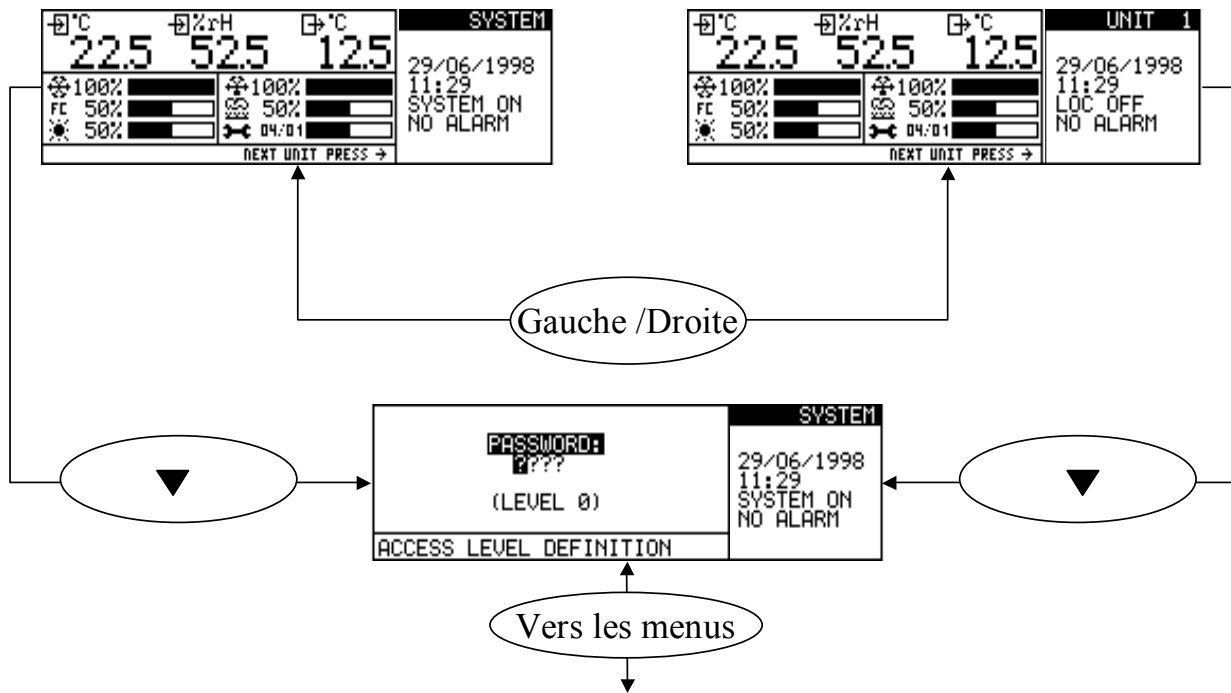 °C %rH °C SYSTEM
22.5 52.5 12.5
29/06/1998
100% 100% 11:29
FC 50% 50% SYSTEM ON
50% 04/01 NO ALARM
NEXT UNIT PRESS →
°C %rH °C UNIT 1
22.5 52.5 12.5
29/06/1998
100% 100% 11:29
FC 50% 50% LOC OFF
50% 04/01 NO ALARM
NEXT UNIT PRESS →
Gauche /Droite
SYSTEM
PASSWORD:
????
29/06/1998
11:29
(LEVEL 0) SYSTEM ON
NO ALARM
ACCESS LEVEL DEFINITION
Vers les menus